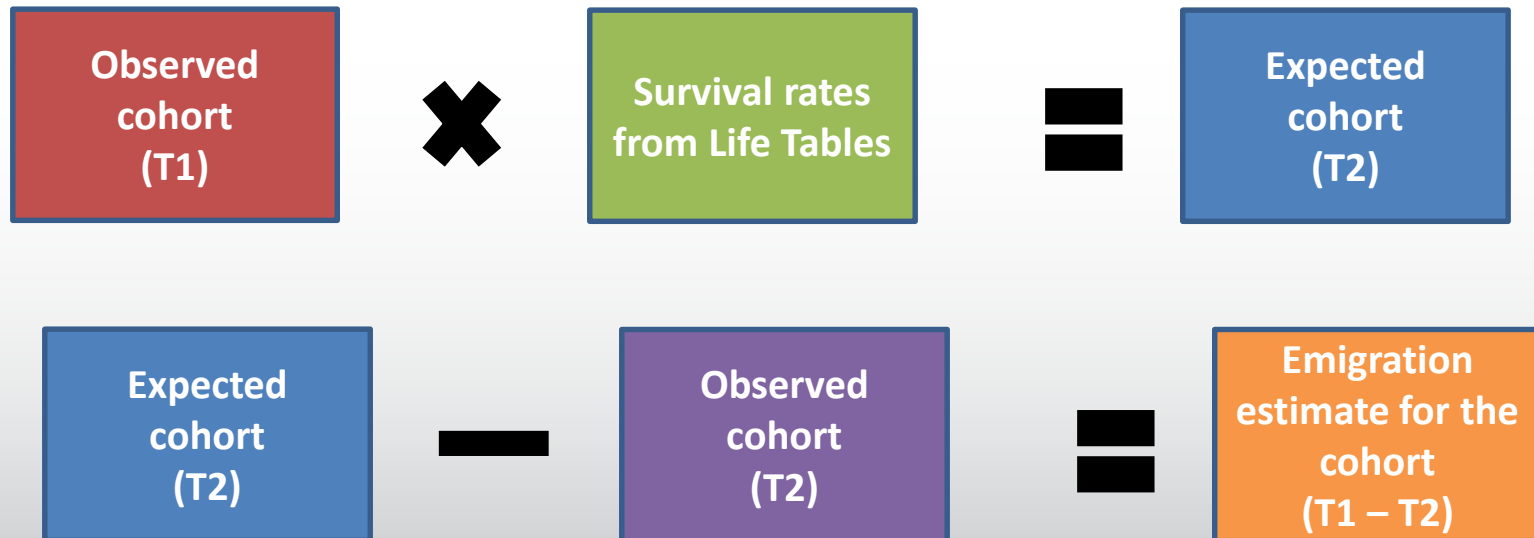 Observed
cohort
(T1)
Survival rates
from Life Tables
Expected
cohort
(T2)
Expected
cohort
(T2)
Observed
cohort
(T2)
Emigration
estimate for the
cohort
(T1 – T2)